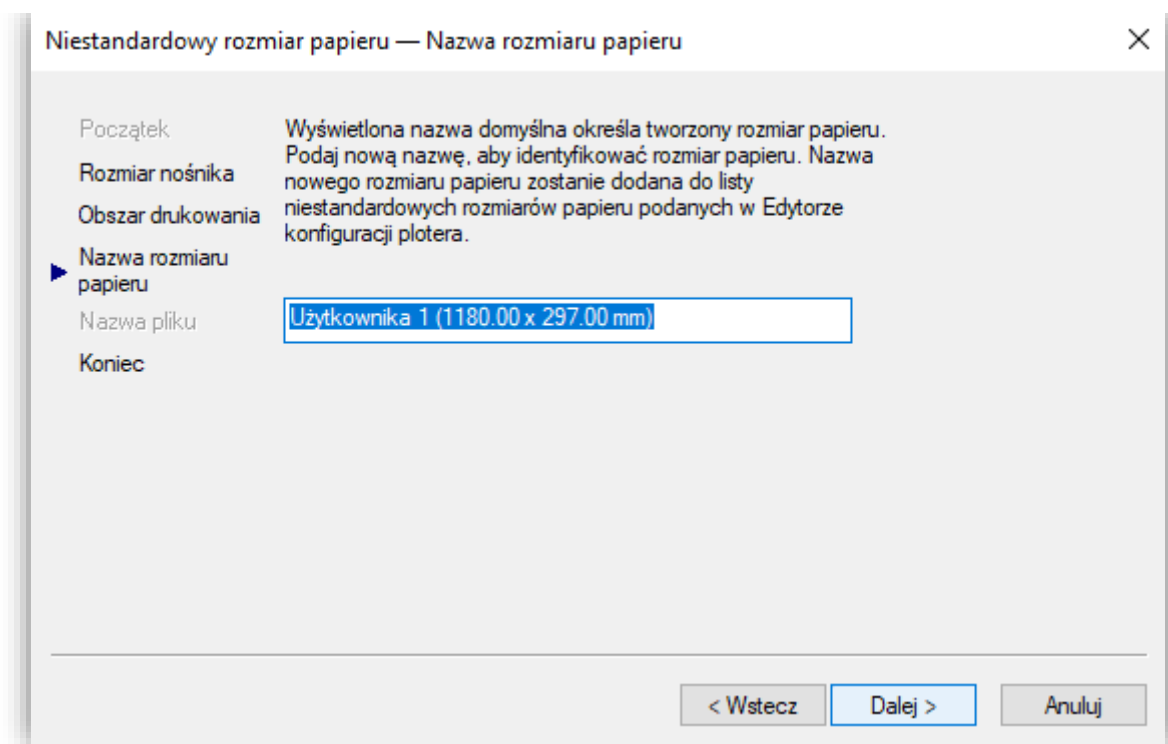 Niestandardowy rozmiar papieru — Nazwa rozmiaru papieru
Początek
Rozmiar nośnika
Obszar drukowania
Nazwa rozmiaru
papieru
Nazwa pliku
Koniec
Wyświetlona nazwa domyślna określa tworzony rozmiar papieru.
Podaj nową nazwę, aby identyfikować rozmiar papieru. Nazwa
nowego rozmiaru papieru zostanie dodana do listy
niestandardowych rozmiarów papieru podanych w Edytorze
konfiguracji plotera.
Użytkownika 1 (1180.00 x 297.00 mm)
< Wstecz
Dalej >
Anuluj